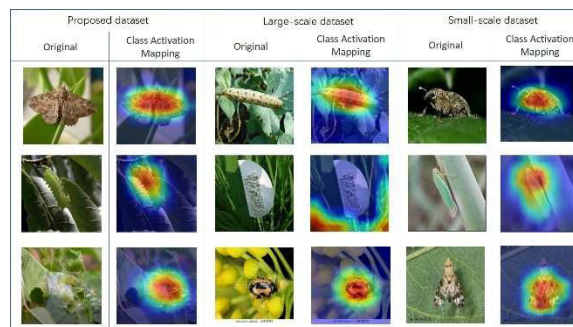 Proposed dataset
Large-scale dataset
Small-scale dataset
Original
Class Activation
Mapping
Original
Class Activation
Mapping
Original
Class Activation
Mapping